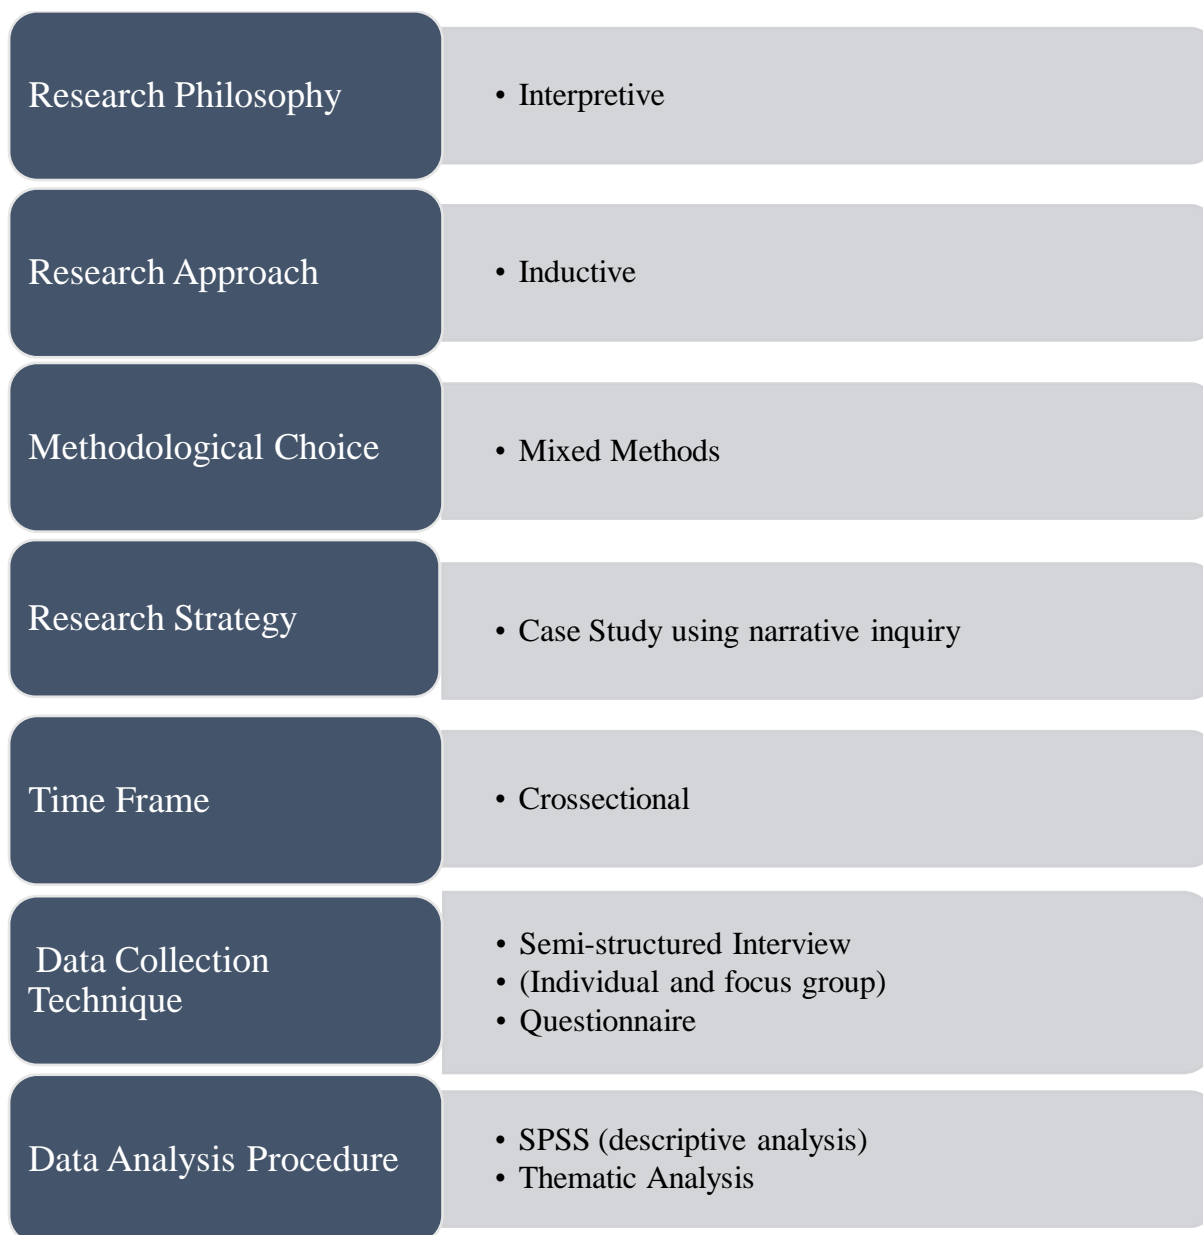 Research Philosophy
• Interpretive
Research Approach
• Inductive
Methodological Choice
• Mixed Methods
Research Strategy
• Case Study using narrative inquiry
Time Frame
• Crossectional
Data Collection
Technique
• Semi-structured Interview
• (Individual and focus group)
• Questionnaire
Data Analysis Procedure
• SPSS (descriptive analysis)
• Thematic Analysis